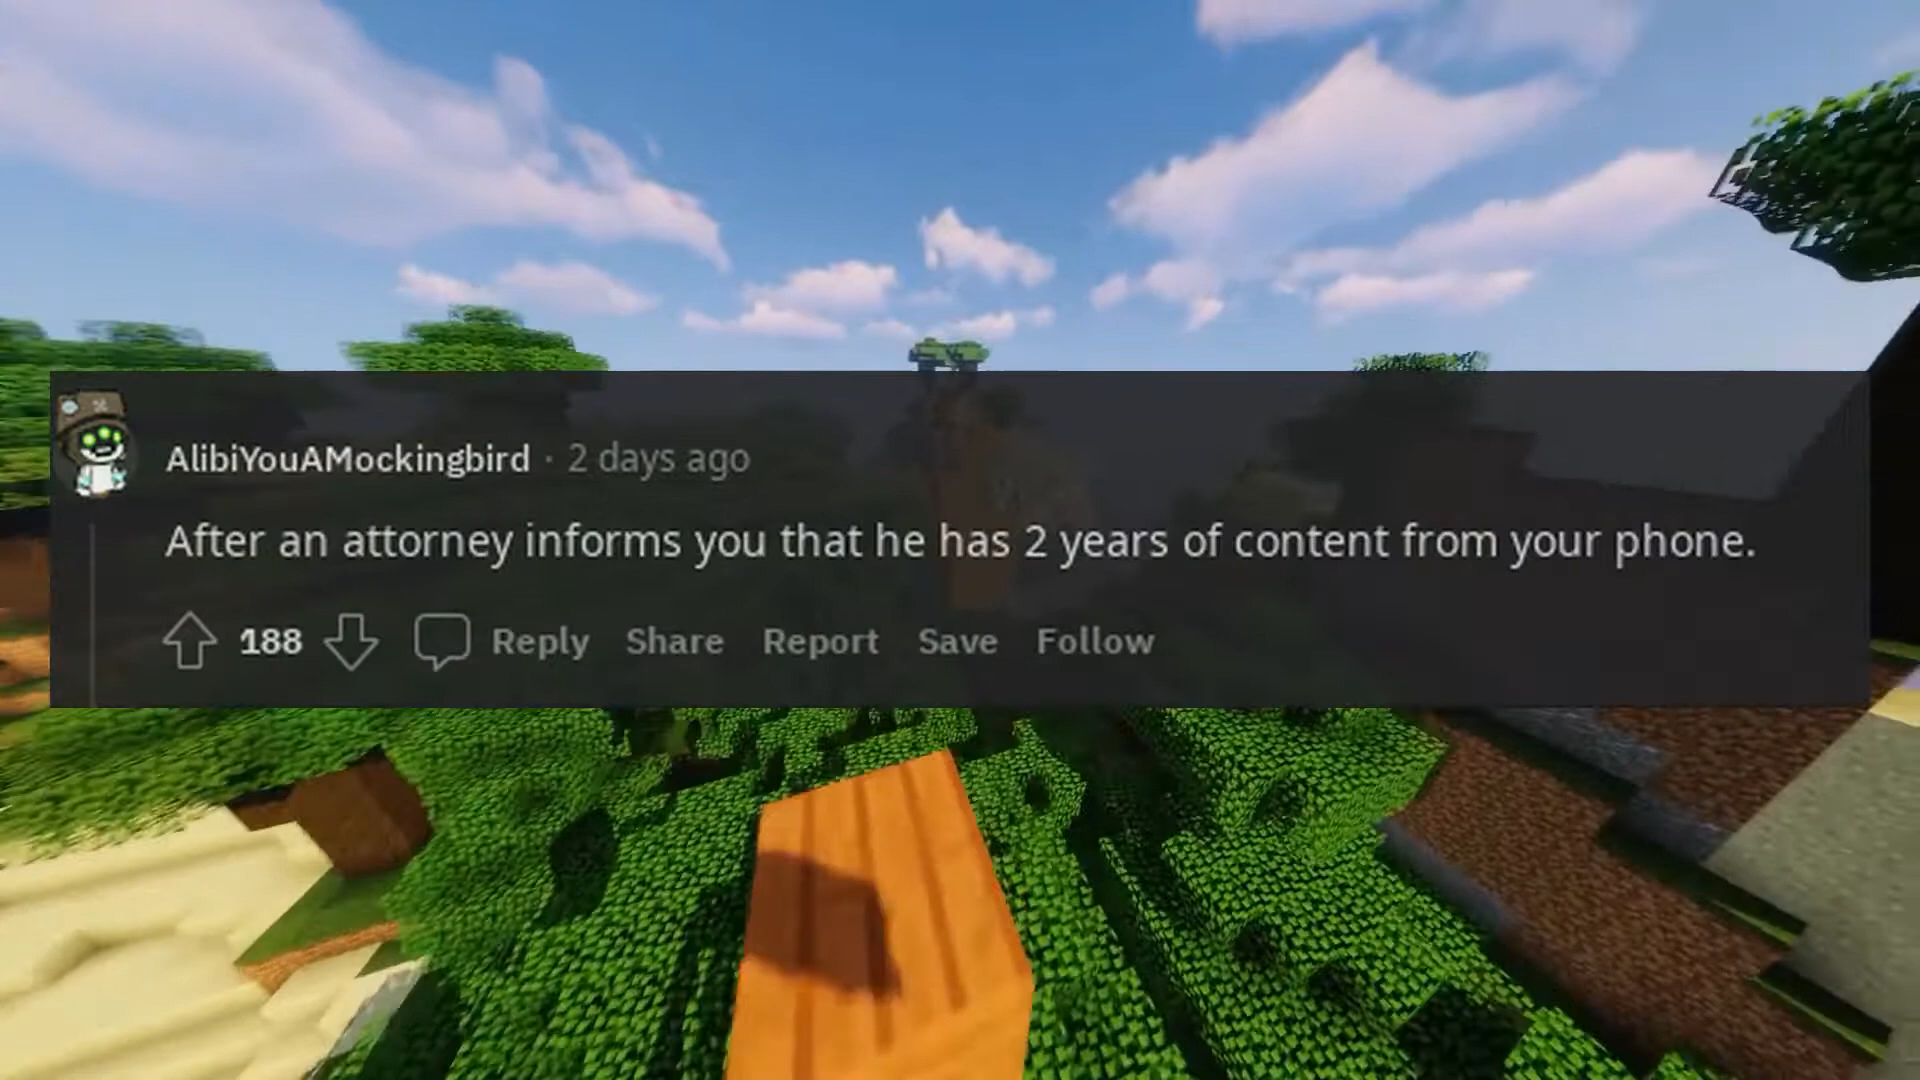 AlibiYouAMockingbird · 2 days ago
After an attorney informs you that he has 2 years of content from your phone.
188 Reply Share Report Save Follow